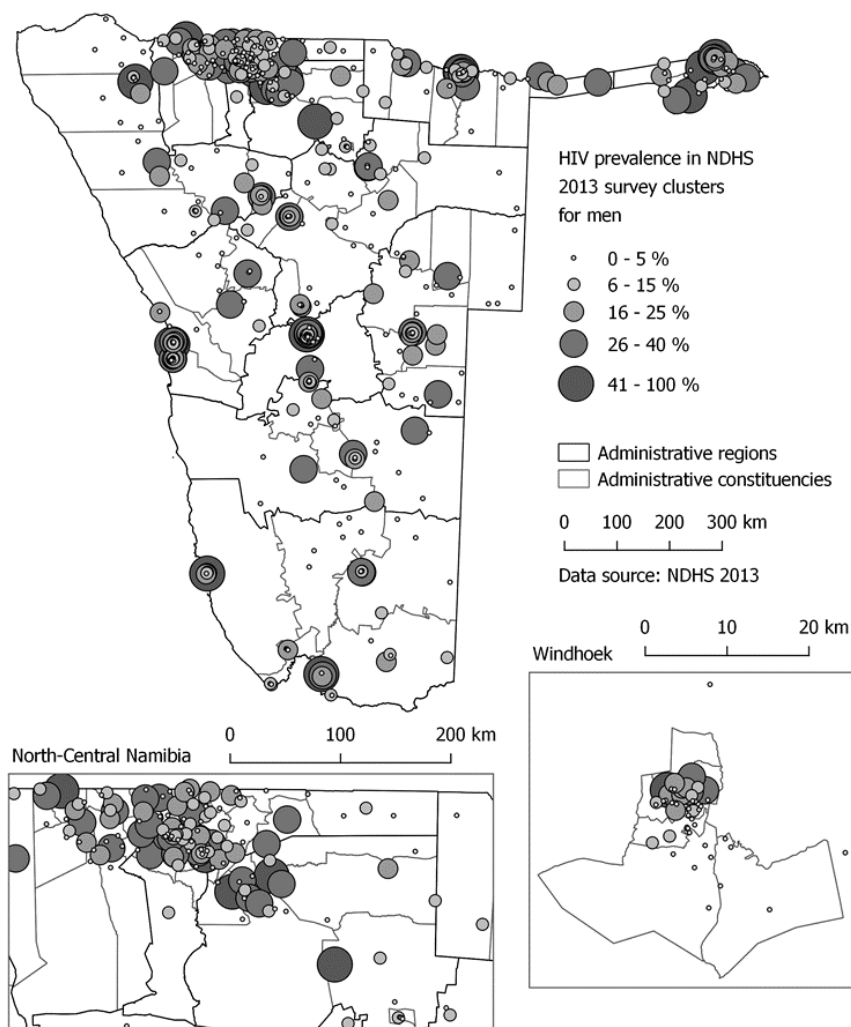 HIV prevalence in NDHS
2013 survey clusters
for men
0 - 5 %
6 - 15 %
16 - 25 %
26 - 40 %
41 - 100 %
Administrative regions
Administrative constituencies
0 100 200 300 km
Data source: NDHS 2013
0 10 20 km
Windhoek
0 100 200 km
North-Central Namibia